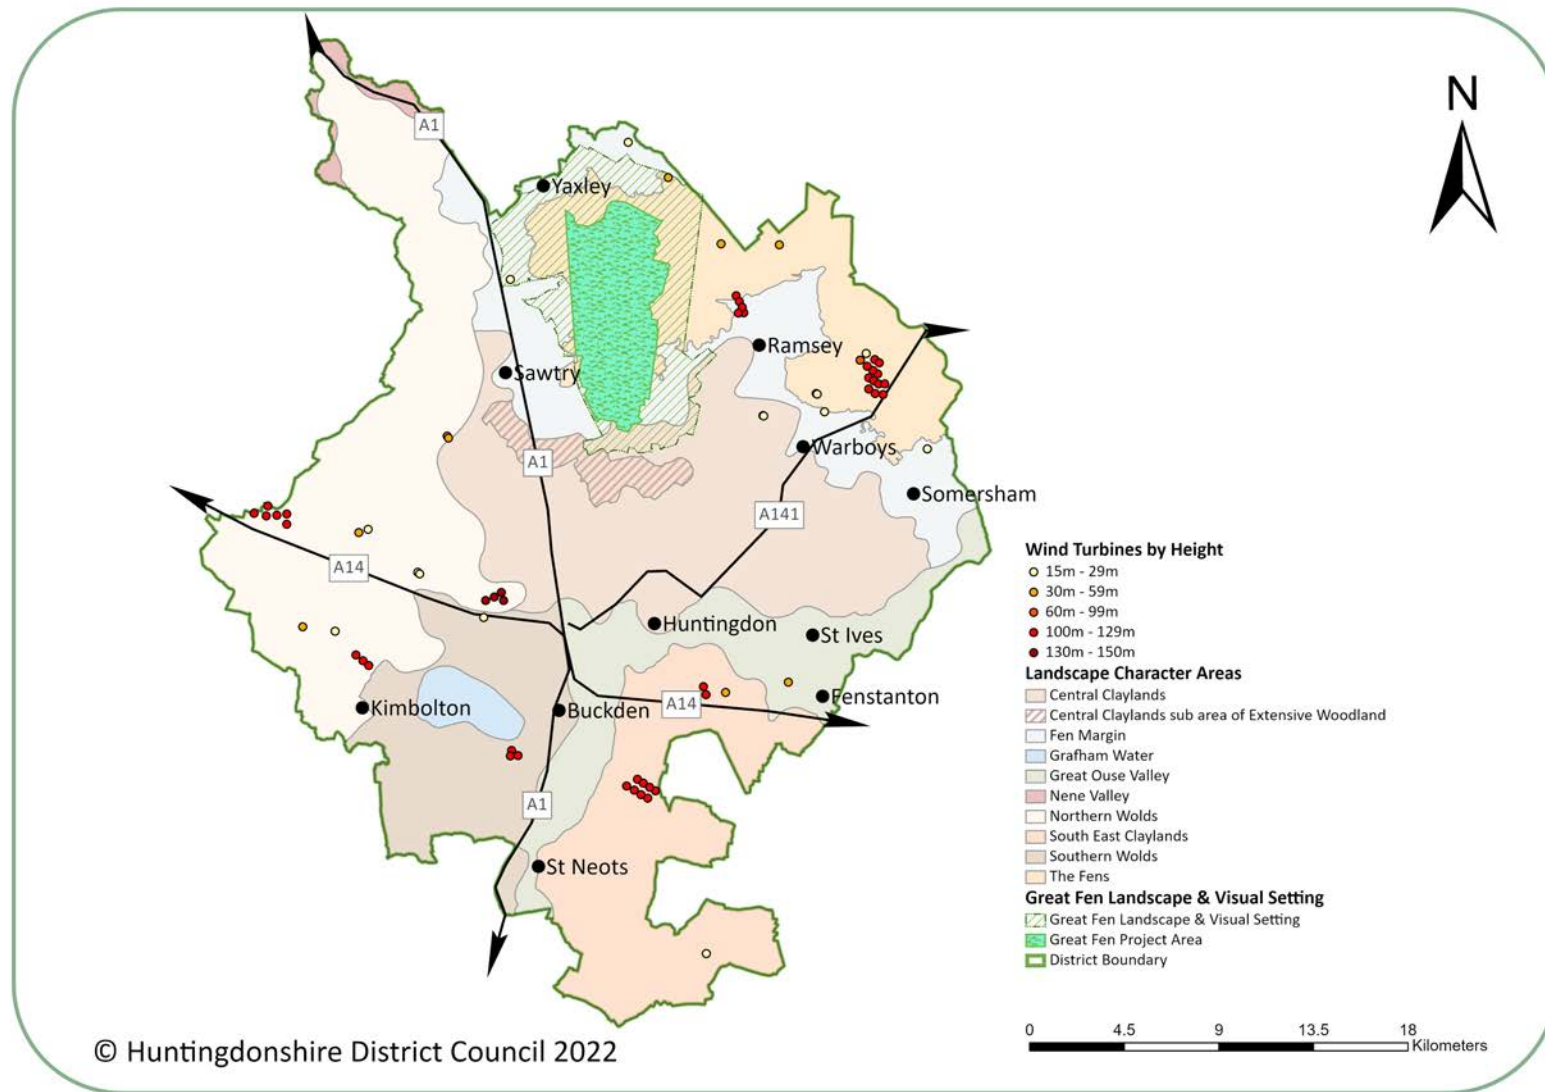 N
A1
Yaxley
Ramsey
Sawtry
Warboys
A1
Somersham
A141
A14
Huntingdon
St Ives
Fenstanton
A14
Kimbolton
Buckden
A1
St Neots
Wind Turbines by Height
15m - 29m
30m - 59m
60m - 99m
100m - 129m
130m - 150m
Landscape Character Areas
Central Claylands
Central Claylands sub area of Extensive Woodland
Fen Margin
Grafham Water
Great Ouse Valley
Nene Valley
Northern Wolds
South East Claylands
Southern Wolds
The Fens
Great Fen Landscape & Visual Setting
Great Fen Landscape & Visual Setting
Great Fen Project Area
District Boundary
0 4.5 9 13.5 18
Kilometers
© Huntingdonshire District Council 2022